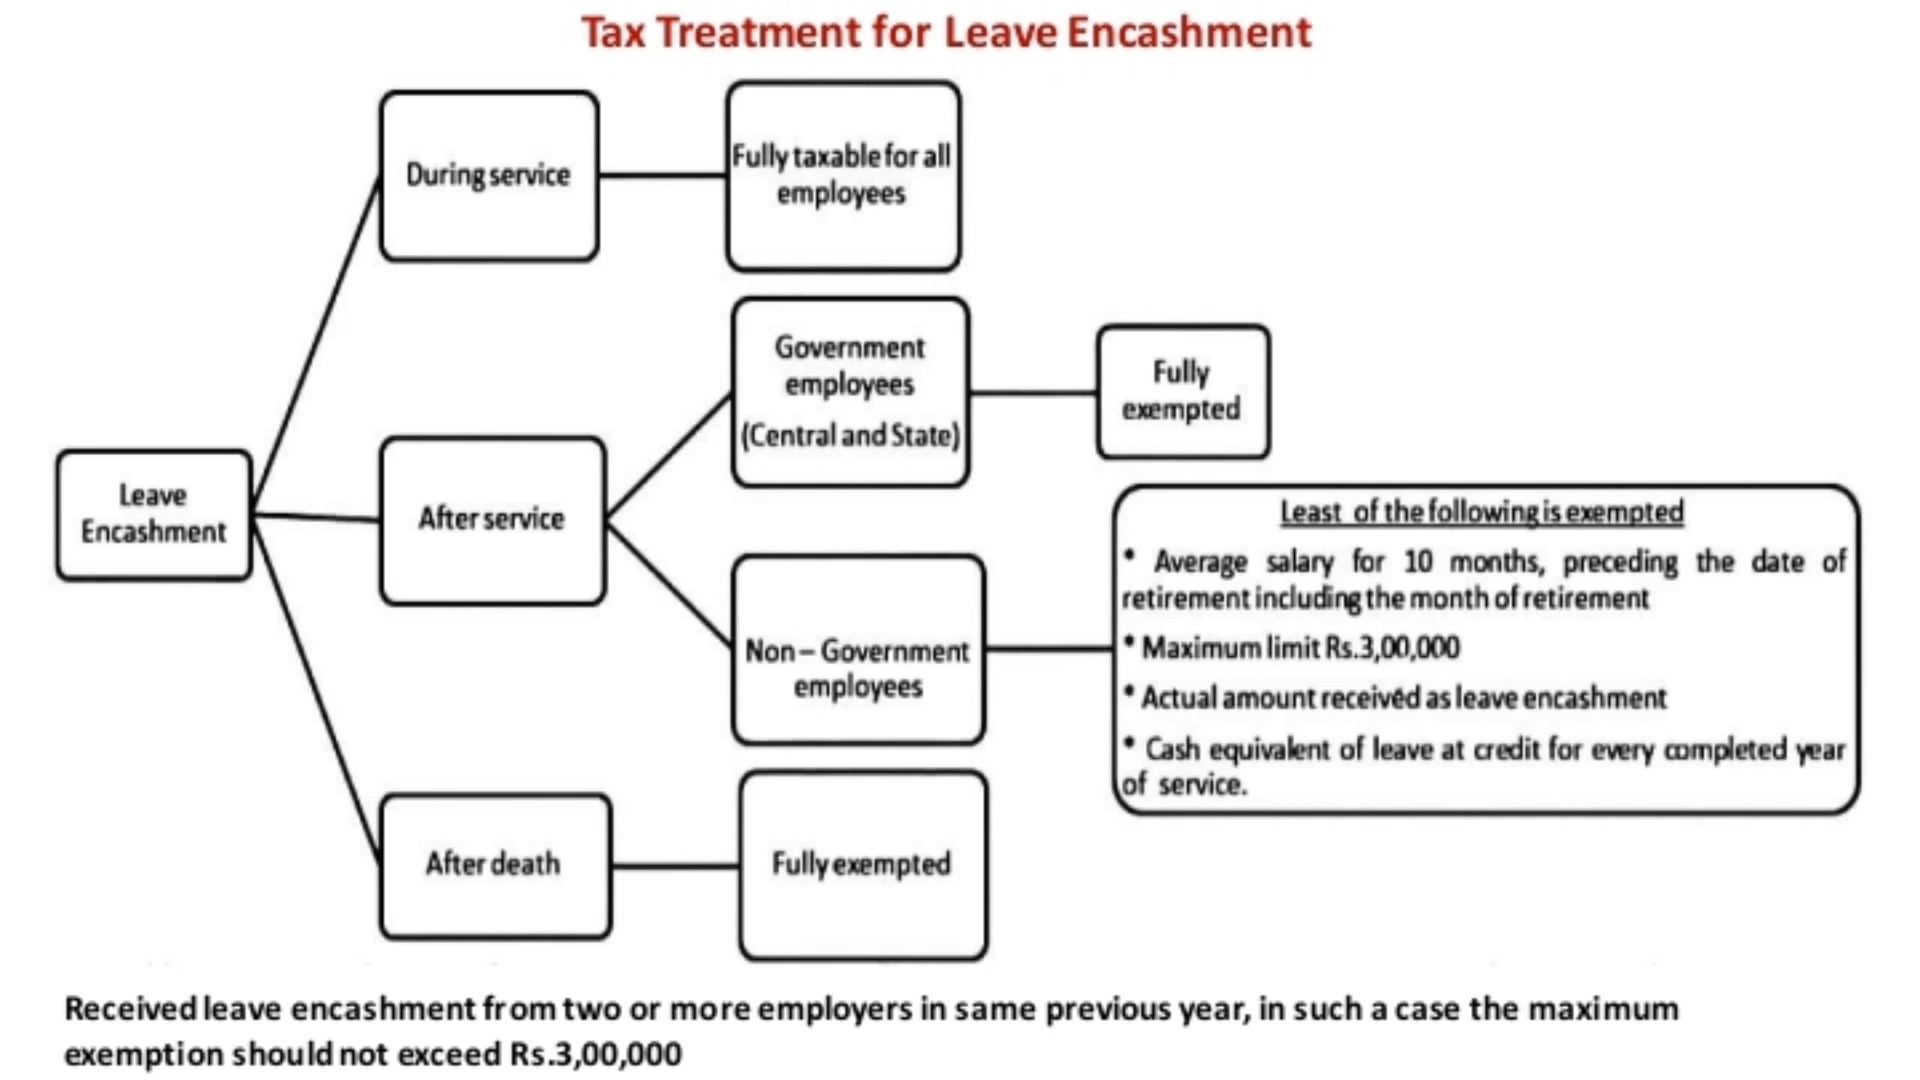 Tax Treatment for Leave Encashment
During service
Fully taxable for all
employees
Government
employees
(Central and State)
Fully
exempted
Leave
Encashment
After service
Non – Government
employees
Least of the following is exempted
* Average salary for 10 months, preceding the date of
retirement including the month of retirement
* Maximum limit Rs.3,00,000
* Actual amount received as leave encashment
* Cash equivalent of leave at credit for every completed year
of service.
After death
Fully exempted
Received leave encashment from two or more employers in same previous year, in such a case the maximum
exemption should not exceed Rs.3,00,000